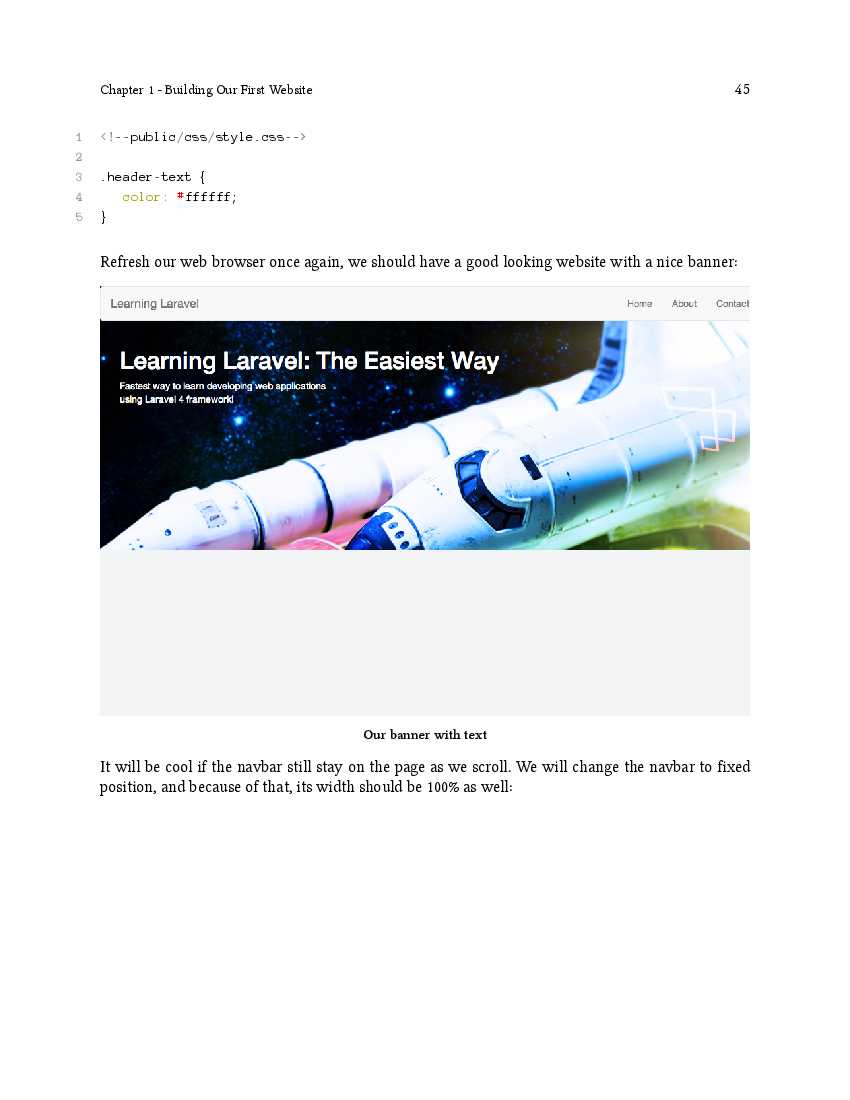 Chapter 1 - Building Our First Website 45
1 <!--public/css/style.css-->
2
3 .header-text {
4 color: #ffffff;
5 }
Refresh our web browser once again, we should have a good looking website with a nice banner:
Learning Laravel Home About Contact
Learning Laravel: The Easiest Way
Fastest way to learn developing web applications
using Laravel 4 framework!
Our banner with text
It will be cool if the navbar still stay on the page as we scroll. We will change the navbar to fixed
position, and because of that, its width should be 100% as well: